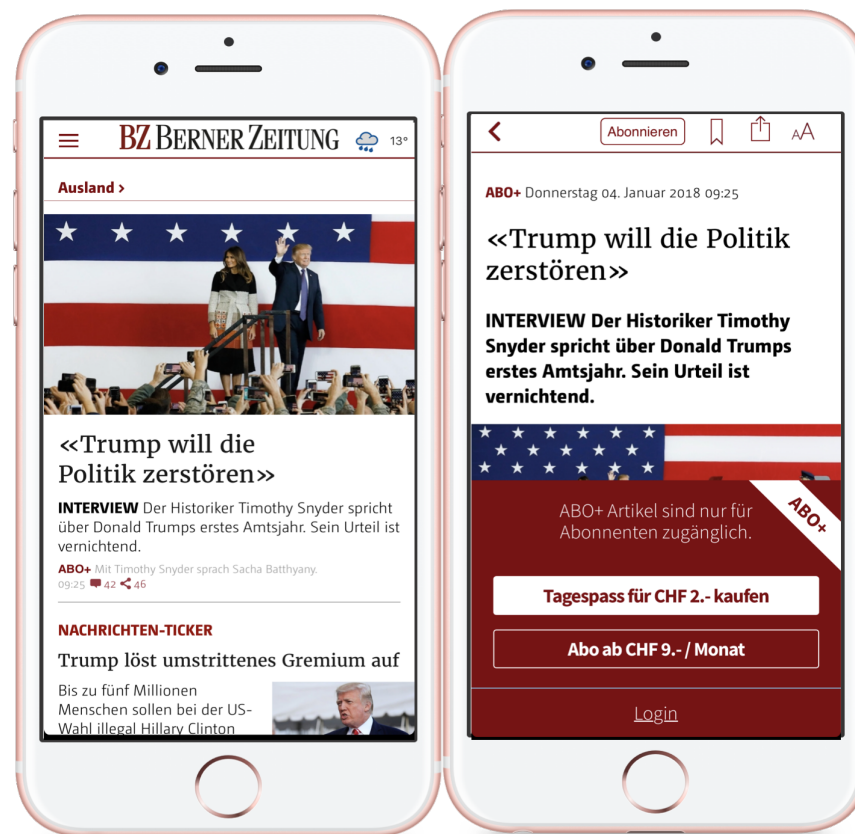 BZ BERNER ZEITUNG
13°
Ausland >
«Trump will die
Politik zerstören»
INTERVIEW Der Historiker Timothy Snyder spricht
über Donald Trumps erstes Amtsjahr. Sein Urteil ist
vernichtend.
ABO+ Mit Timothy Snyder sprach Sacha Batthyany.
09:25 42 46
NACHRICHTEN-TICKER
Trump löst umstrittenes Gremium auf
Bis zu fünf Millionen
Menschen sollen bei der US-
Wahl illegal Hillary Clinton
Abonnieren
AA
ABO+ Donnerstag 04. Januar 2018 09:25
«Trump will die Politik
zerstören»
INTERVIEW Der Historiker Timothy
Snyder spricht über Donald Trumps
erstes Amtsjahr. Sein Urteil ist
vernichtend.
ABO+ Artikel sind nur für
Abonnenten zugänglich.
ABO+
Tagespass für CHF 2.- kaufen
Abo ab CHF 9.- / Monat
Login